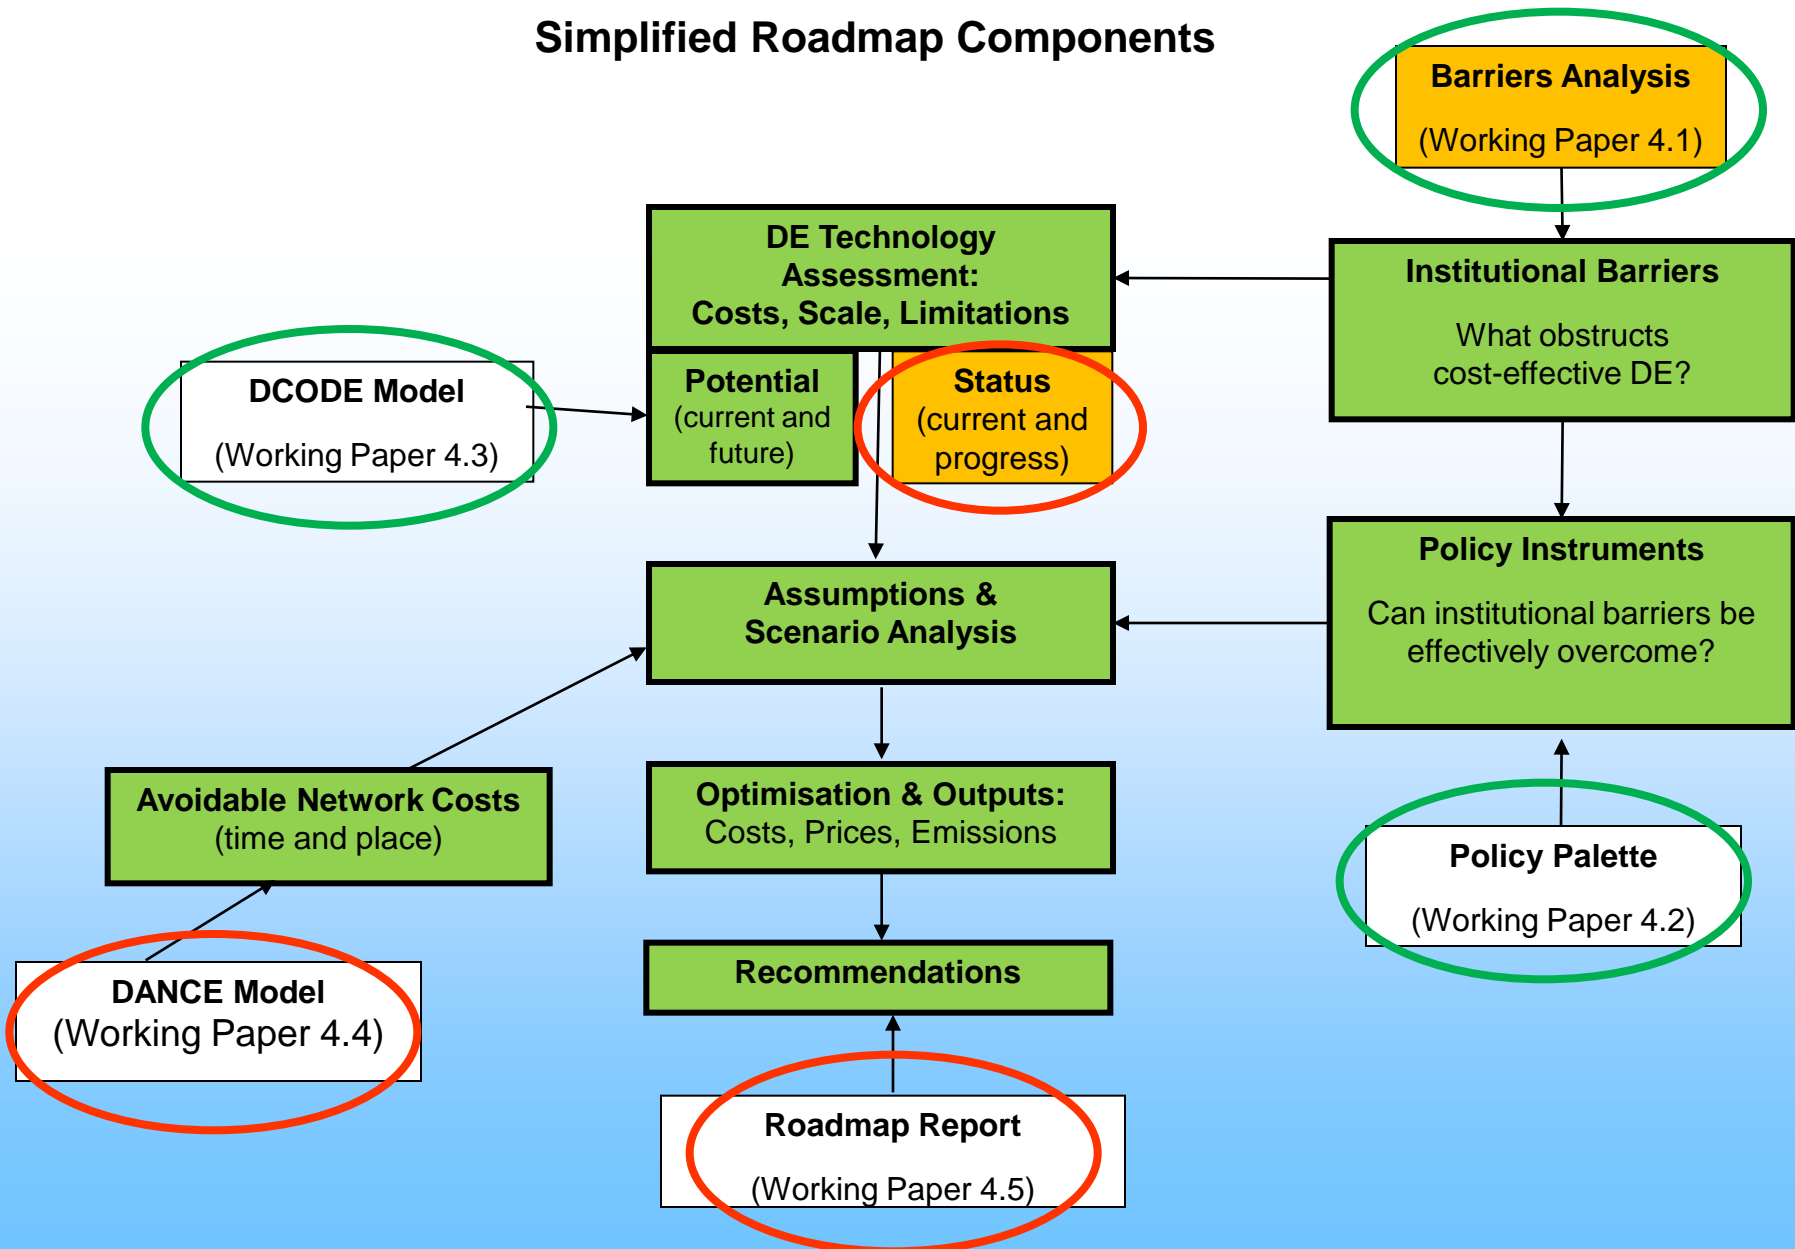 Simplified Roadmap Components
Barriers Analysis
(Working Paper 4.1)
DE Technology
Assessment:
Costs, Scale, Limitations
Institutional Barriers
What obstructs
cost-effective DE?
DCODE Model
(Working Paper 4.3)
Potential
(current and
future)
Status
(current and
progress)
Policy Instruments
Can institutional barriers be
effectively overcome?
Assumptions &
Scenario Analysis
Avoidable Network Costs
(time and place)
Optimisation & Outputs:
Costs, Prices, Emissions
Policy Palette
(Working Paper 4.2)
DANCE Model
(Working Paper 4.4)
Recommendations
Roadmap Report
(Working Paper 4.5)